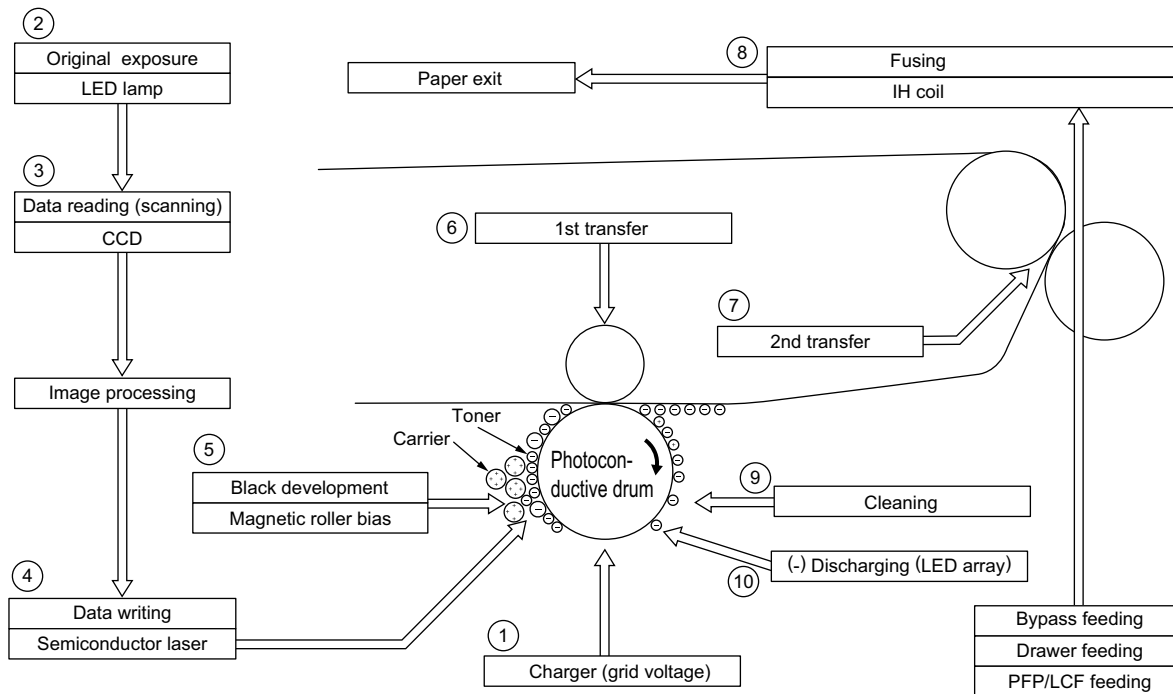 ②
Original exposure
LED lamp
③
Data reading (scanning)
CCD
Image processing
④
Data writing
Semiconductor laser
⑤
Black development
Magnetic roller bias
Carrier
Toner
Photocon-
ductive drum
⑥
1st transfer
⑦
2nd transfer
⑧
Fusing
IH coil
Paper exit
⑨
Cleaning
⑩
(-) Discharging (LED array)
①
Charger (grid voltage)
Bypass feeding
Drawer feeding
PFP/LCF feeding